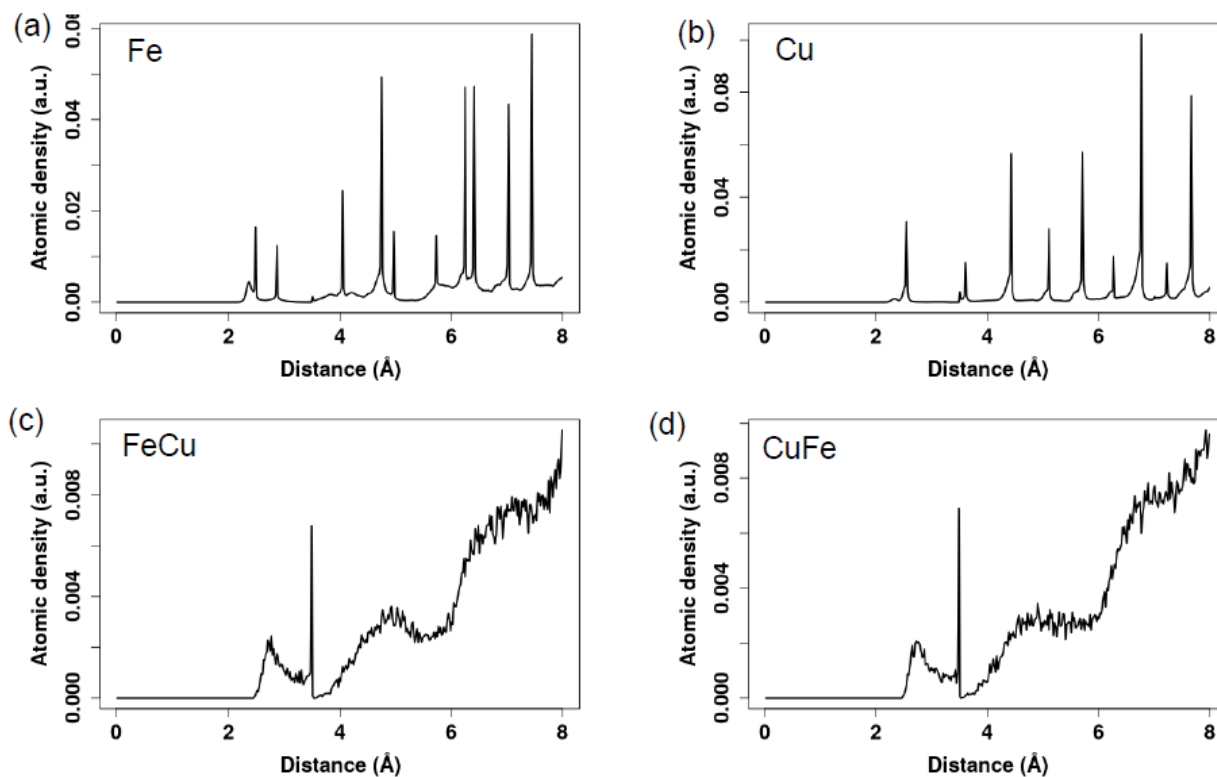 (a)
Fe
Atomic density (a.u.)
0.00 0.02 0.04 0.06
0 2 4 6 8
Distance (Å)
(b)
Cu
Atomic density (a.u.)
0.00 0.04 0.08
0 2 4 6 8
Distance (Å)
(c)
FeCu
Atomic density (a.u.)
0.000 0.004 0.008
0 2 4 6 8
Distance (Å)
(d)
CuFe
Atomic density (a.u.)
0.000 0.004 0.008
0 2 4 6 8
Distance (Å)